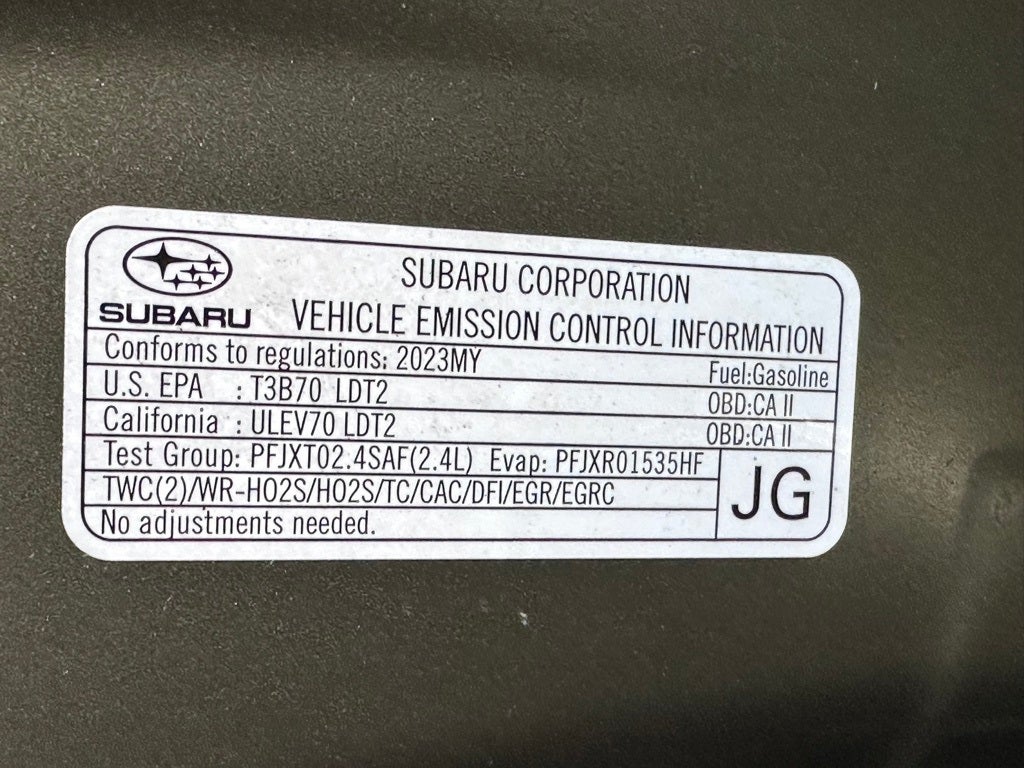 SUBARU CORPORATION
SUBARU VEHICLE EMISSION CONTROL INFORMATION
Conforms to regulations: 2023MY Fuel:Gasoline
U.S. EPA : T3B70 LDT2 OBD:CA II
California : ULEV70 LDT2 OBD:CA II
Test Group: PFJXT02.4SAF(2.4L) Evap: PFJXR01535HF
TWC(2)/WR-HO2S/HO2S/TC/CAC/DFI/EGR/EGRC
JG
No adjustments needed.